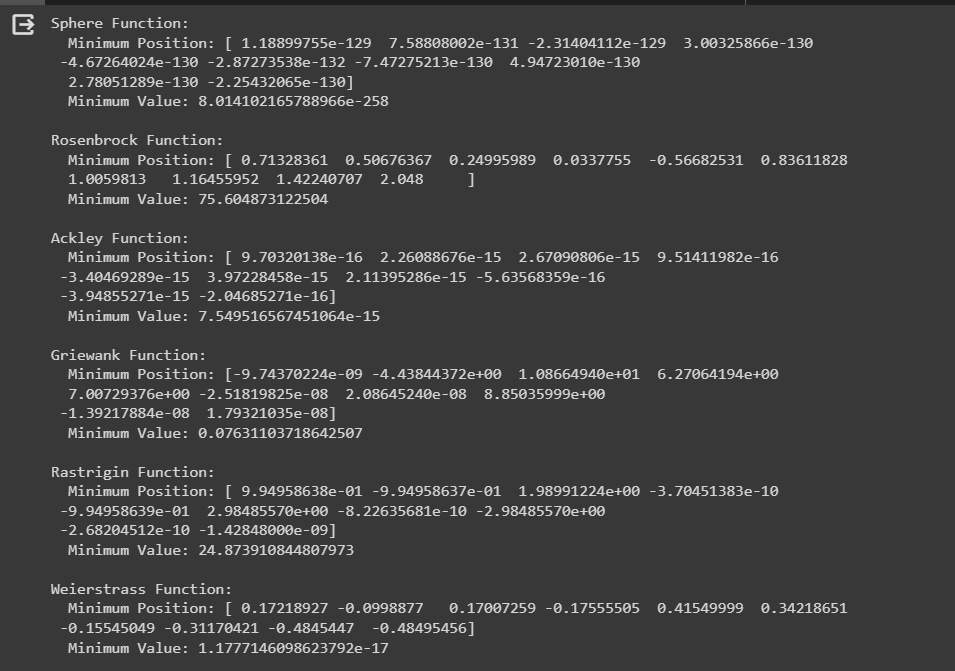 Sphere Function:
  Minimum Position: [ 1.18899755e-129  7.58808002e-131 -2.31404112e-129  3.00325866e-130
 -4.67264024e-130 -2.87273538e-132 -7.47275213e-130  4.94723010e-130
  2.78051289e-130 -2.25432065e-130]
  Minimum Value: 8.014102165788966e-258

Rosenbrock Function:
  Minimum Position: [ 0.71328361  0.50676367  0.24995989  0.0337755  -0.56682531  0.83611828
  1.0059813   1.16455952  1.42240707  2.048     ]
  Minimum Value: 75.604873122504

Ackley Function:
  Minimum Position: [ 9.70320138e-16  2.26088676e-15  2.67090806e-15  9.51411982e-16
 -3.40469289e-15  3.97228458e-15  2.11395286e-15 -5.63568359e-16
 -3.94855271e-15 -2.04685271e-16]
  Minimum Value: 7.549516567451064e-15

Griewank Function:
  Minimum Position: [-9.74370224e-09 -4.43844372e+00  1.08664940e+01  6.27064194e+00
  7.00729376e+00 -2.51819825e-08  2.08645240e-08  8.85035999e+00
 -1.39217884e-08  1.79321035e-08]
  Minimum Value: 0.07631103718642507

Rastrigin Function:
  Minimum Position: [ 9.94958638e-01 -9.94958637e-01  1.98991224e+00 -3.70451383e-10
 -9.94958639e-01  2.98485570e+00 -8.22635681e-10 -2.98485570e+00
 -2.68204512e-10 -1.42848000e-09]
  Minimum Value: 24.873910844807973

Weierstrass Function:
  Minimum Position: [ 0.17218927 -0.0998877   0.17007259 -0.17555505  0.41549999  0.34218651
 -0.15545049 -0.31170421 -0.4845447  -0.48495456]
  Minimum Value: 1.1777146098623792e-17